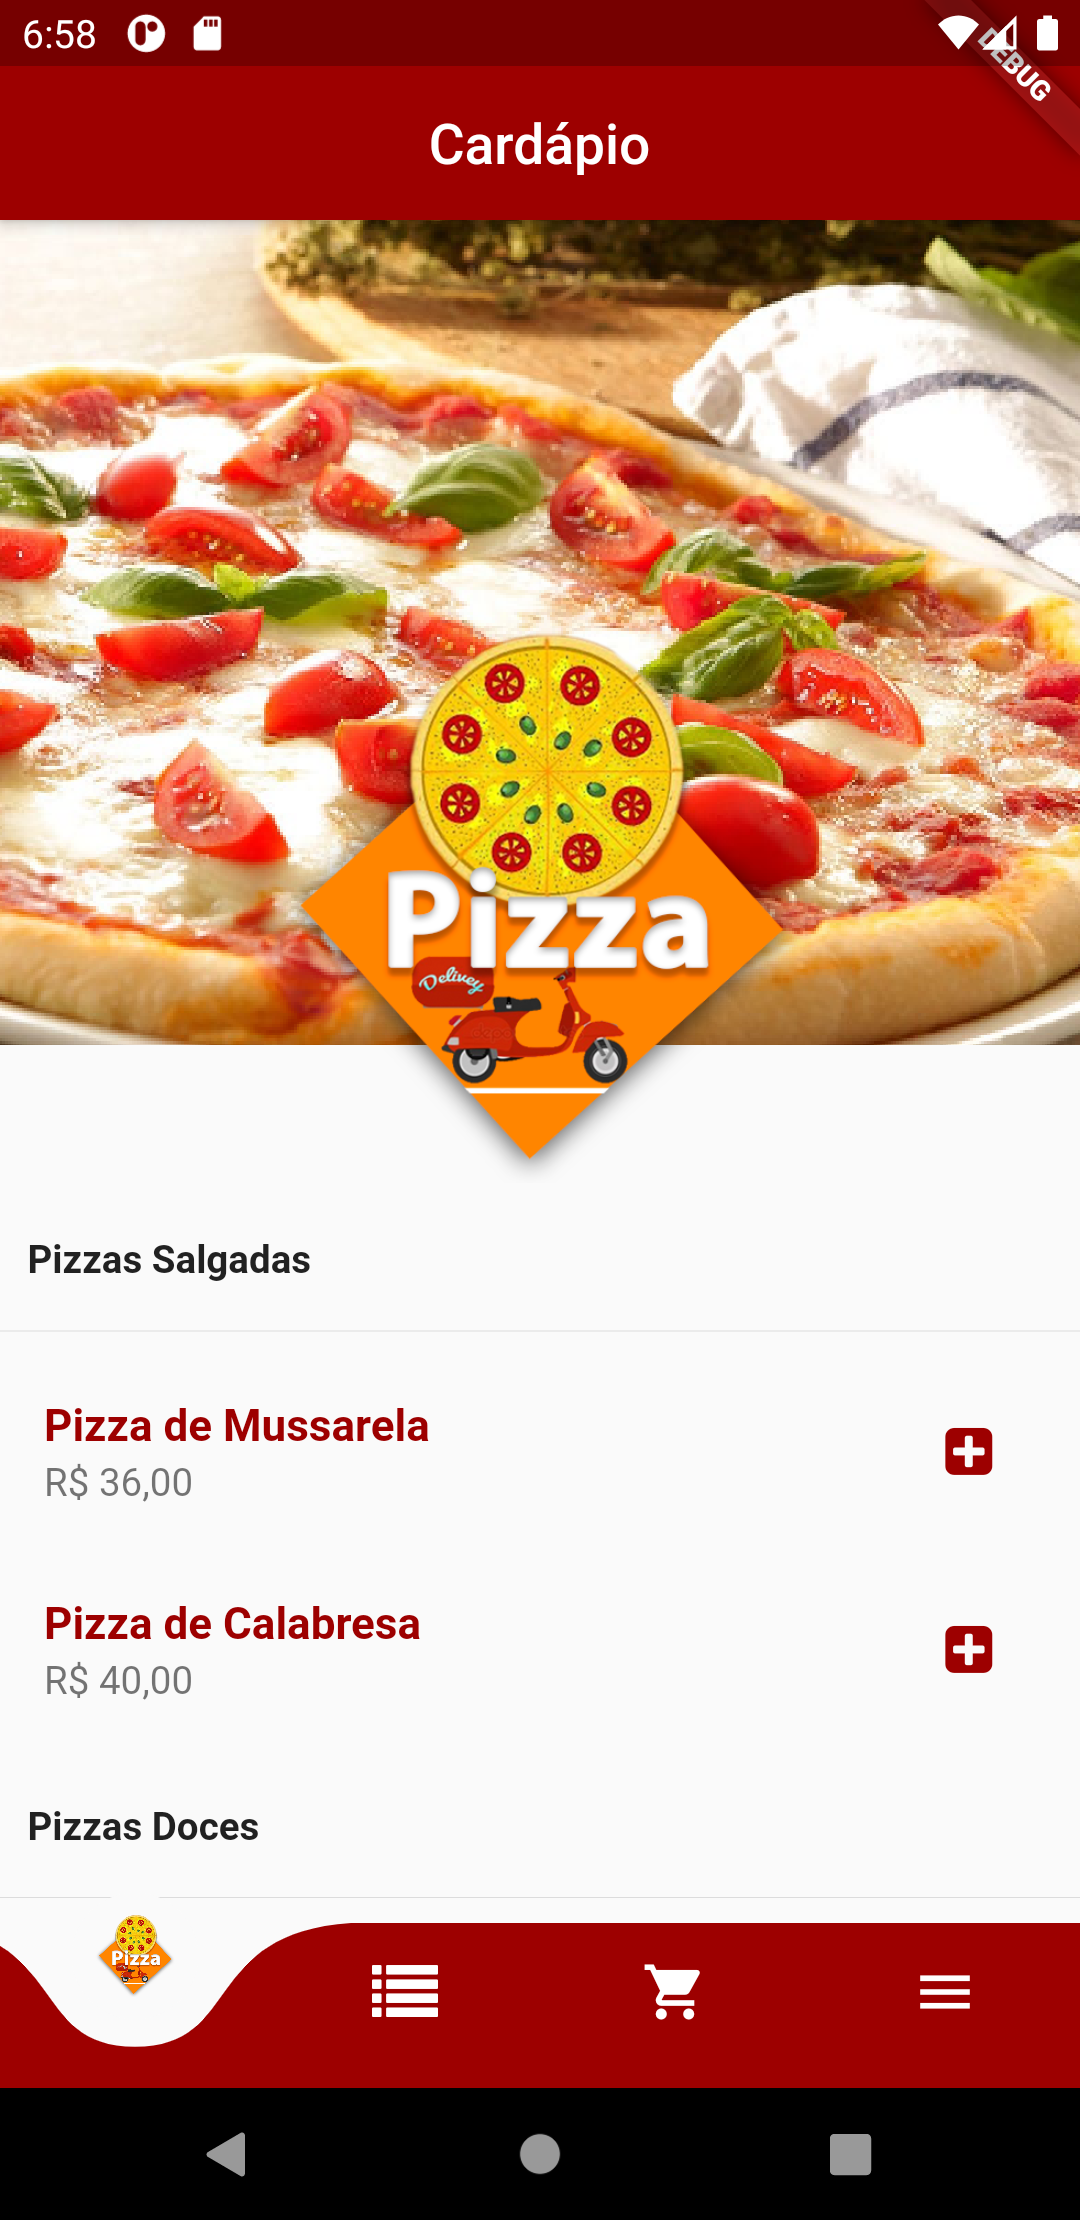 6:58
DEBUG
Cardápio
Pizza
Delivey
Pizzas Salgadas
Pizza de Mussarela
R$ 36,00
Pizza de Calabresa
R$ 40,00
Pizzas Doces
Pizza